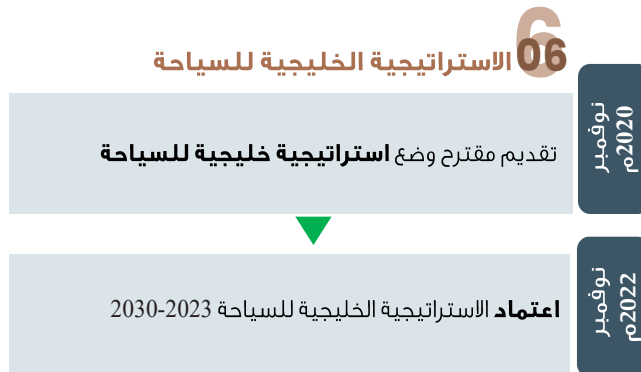 06 الاستراتيجية الخليجية للسياحة
نوفمبر
2020م
تقديم مقترح وضع استراتيجية خليجية للسياحة
نوفمبر
2022م
اعتماد الاستراتيجية الخليجية للسياحة 2023-2030